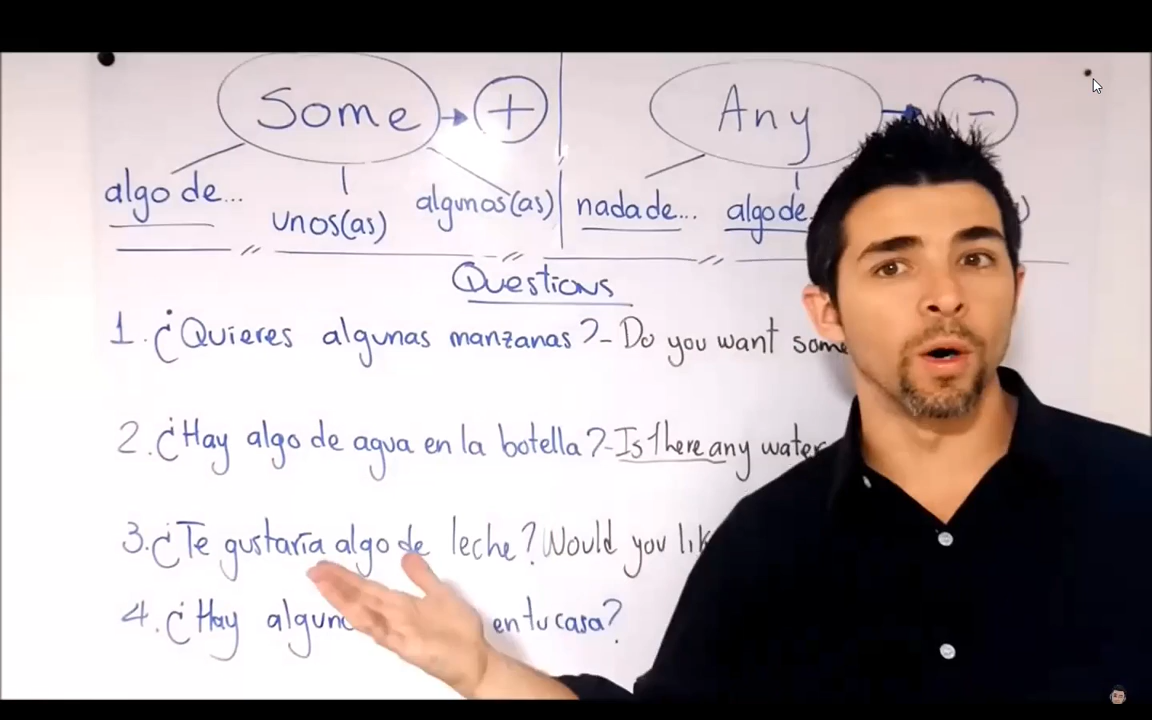 Some → +
Any → -
algo de...
unos(as)
algunos(as)
nada de...
algo de.
Questions
1. ¿Quieres algunas manzanas? - Do you want some
2. ¿Hay algo de agua en la botella? - Is there any water
3. ¿Te gustaría algo de leche? Would you
4. ¿Hay en tu casa?